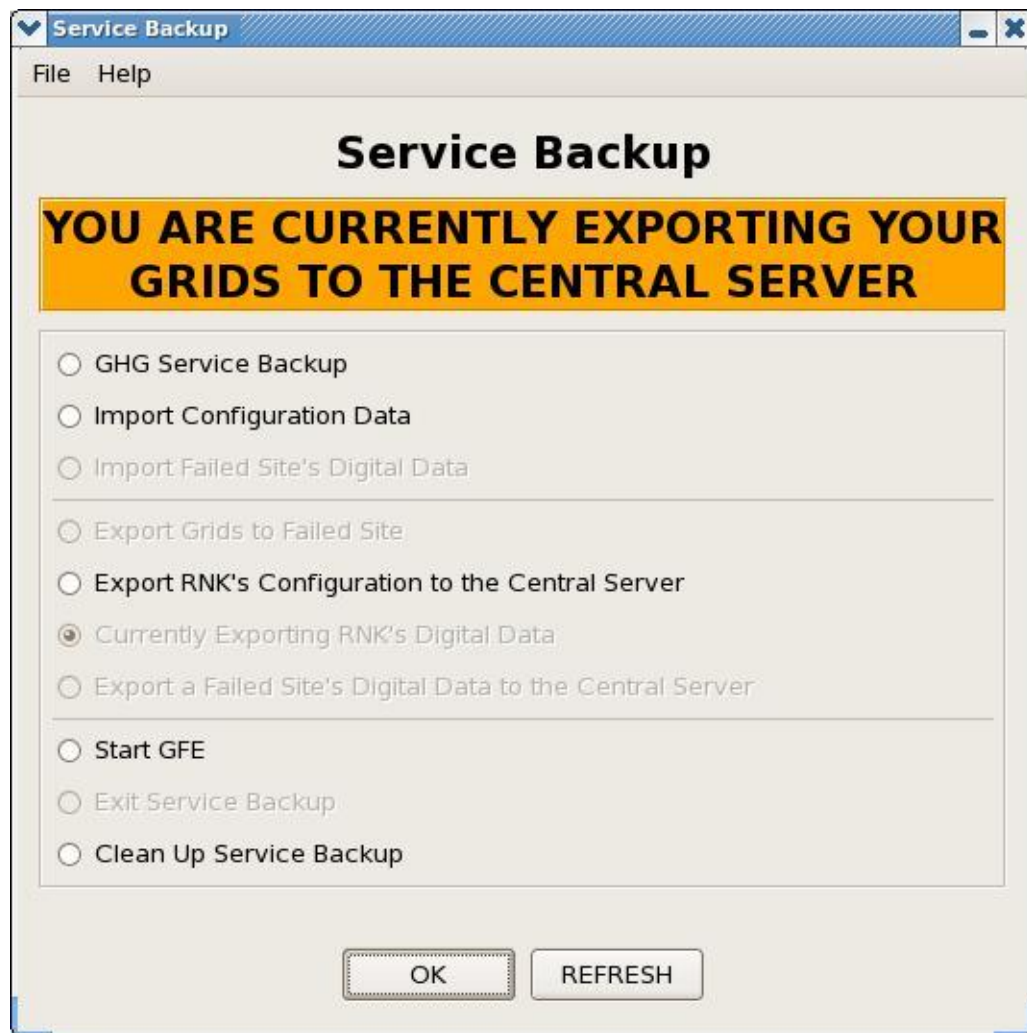 Service Backup
File Help
Service Backup
YOU ARE CURRENTLY EXPORTING YOUR
GRIDS TO THE CENTRAL SERVER
GHG Service Backup
Import Configuration Data
Import Failed Site's Digital Data
Export Grids to Failed Site
Export RNK's Configuration to the Central Server
Currently Exporting RNK's Digital Data
Export a Failed Site's Digital Data to the Central Server
Start GFE
Exit Service Backup
Clean Up Service Backup
OK REFRESH